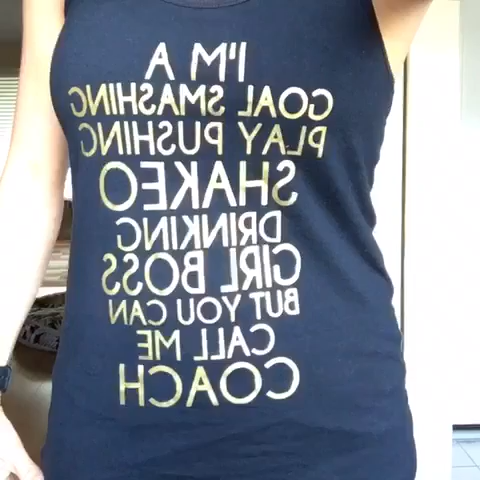 I'M A
GOAL SMASHING
PLAY PUSHING
SHAKEO
DRINKING
GIRL BOSS
BUT YOU CAN
CALL ME
COACH